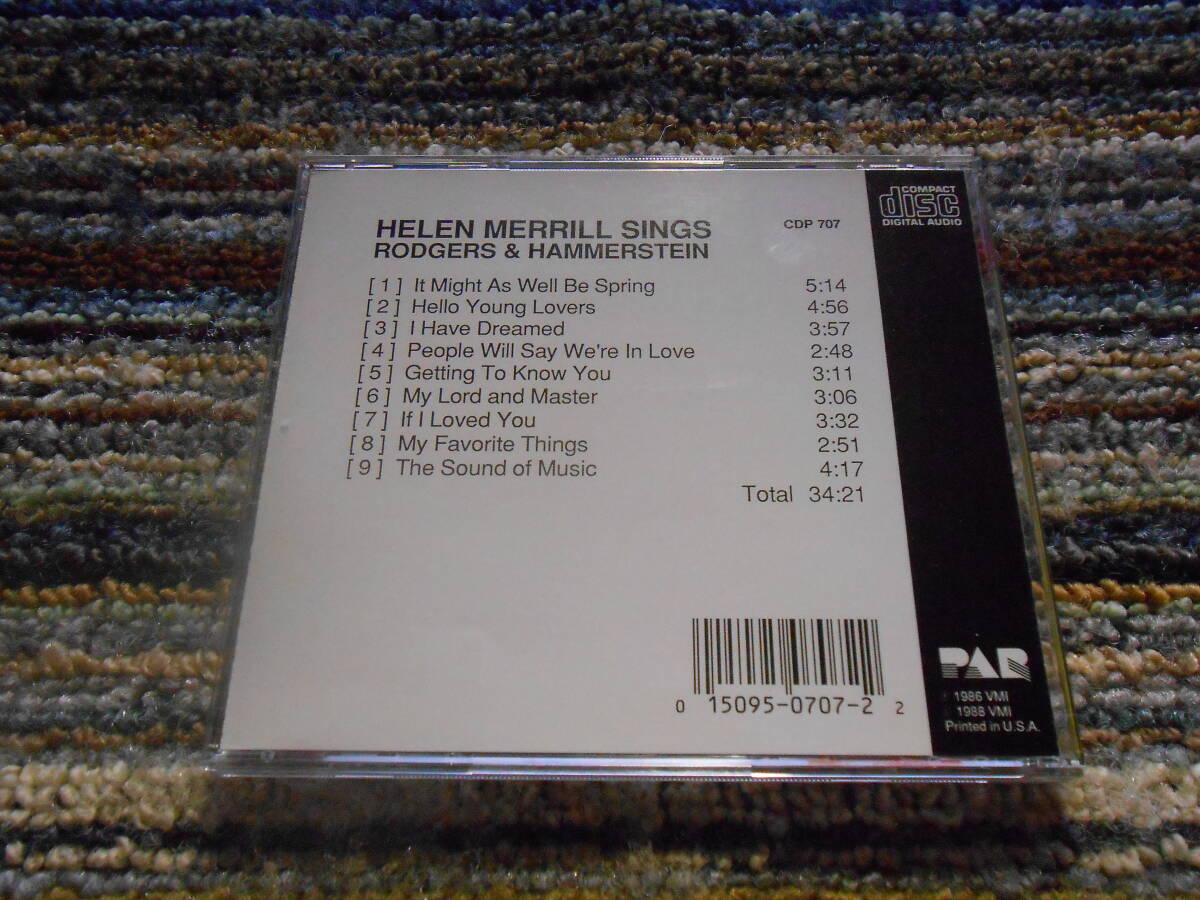 HELEN MERRILL SINGS CDP 707
RODGERS & HAMMERSTEIN
[ 1 ] It Might As Well Be Spring 5:14
[ 2 ] Hello Young Lovers 4:56
[ 3 ] I Have Dreamed 3:57
[ 4 ] People Will Say We're In Love 2:48
[ 5 ] Getting To Know You 3:11
[ 6 ] My Lord and Master 3:06
[ 7 ] If I Loved You 3:32
[ 8 ] My Favorite Things 2:51
[ 9 ] The Sound of Music 4:17
Total 34:21
0 15095-0707-2 2
COMPACT
disc
DIGITAL AUDIO
PAR
1986 VMI
1988 VMI
Printed in U.S.A.